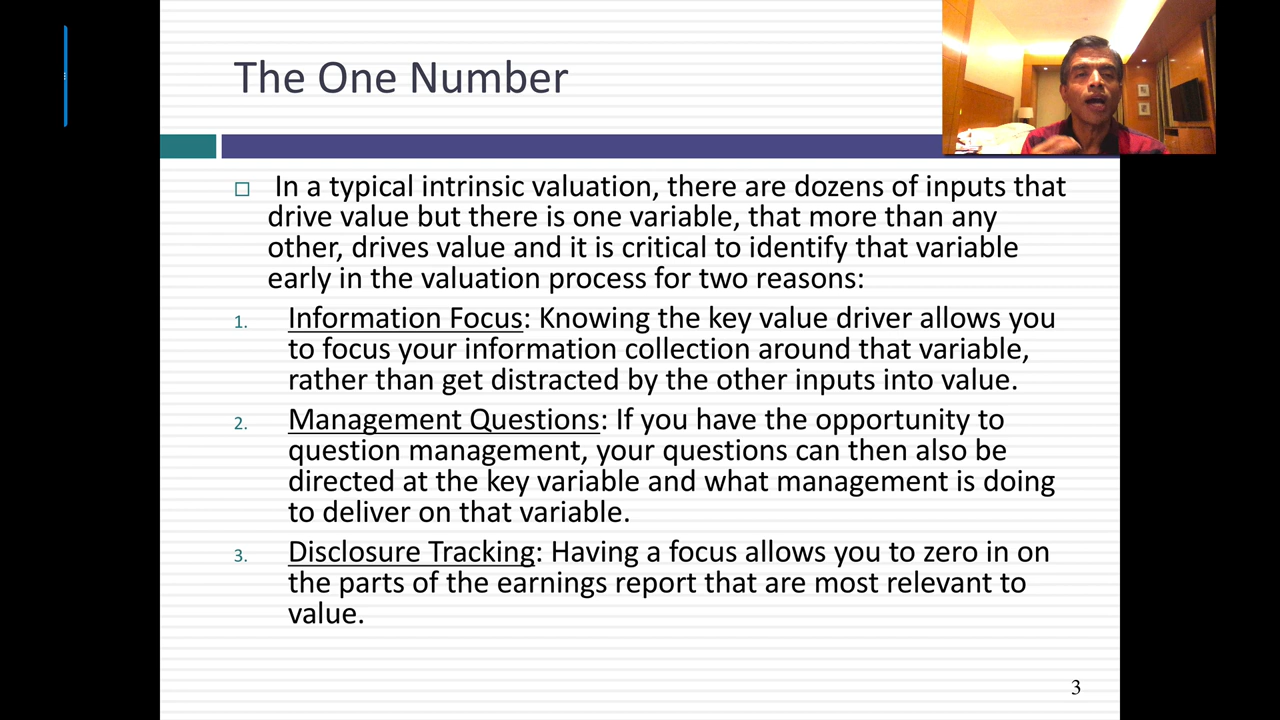 The One Number
In a typical intrinsic valuation, there are dozens of inputs that
drive value but there is one variable, that more than any
other, drives value and it is critical to identify that variable
early in the valuation process for two reasons:
1. Information Focus: Knowing the key value driver allows you
to focus your information collection around that variable,
rather than get distracted by the other inputs into value.
2. Management Questions: If you have the opportunity to
question management, your questions can then also be
directed at the key variable and what management is doing
to deliver on that variable.
3. Disclosure Tracking: Having a focus allows you to zero in on
the parts of the earnings report that are most relevant to
value.
3